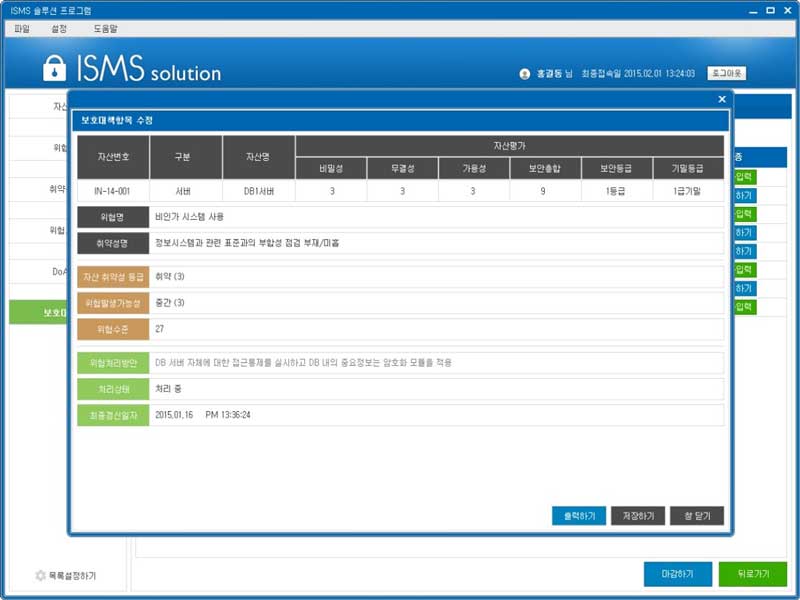 ISMS 솔루션 프로그램
파일 설정 도움말
ISMS solution
홍길동 님 최종접속일 2015.02.01 13:24:03 로그아웃
보호대책항목 수정
자산번호 구분 자산명 자산평가
비밀성 무결성 가용성 보안총합 보안등급 기밀등급
IN-14-001 서버 DB1서버 3 3 3 9 1등급 1급기밀
위협명 비인가 시스템 사용
취약성명 정보시스템과 관련 표준과의 부합성 점검 부재/미흡
자산 취약성 등급 취약 (3)
위협발생가능성 중간 (3)
위험수준 27
위험처리방안 DB 서버 자체에 대한 접근통제를 실시하고 DB 내의 중요정보는 암호화 모듈을 적용
처리상태 처리 중
최종갱신일자 2015.01.16 PM 13:36:24
출력하기 저장하기 창 닫기
자산
위협
취약
위험
DoA
보호대
종
입력
하기
입력
하기
하기
입력
하기
입력
목록설정하기 마감하기 뒤로가기